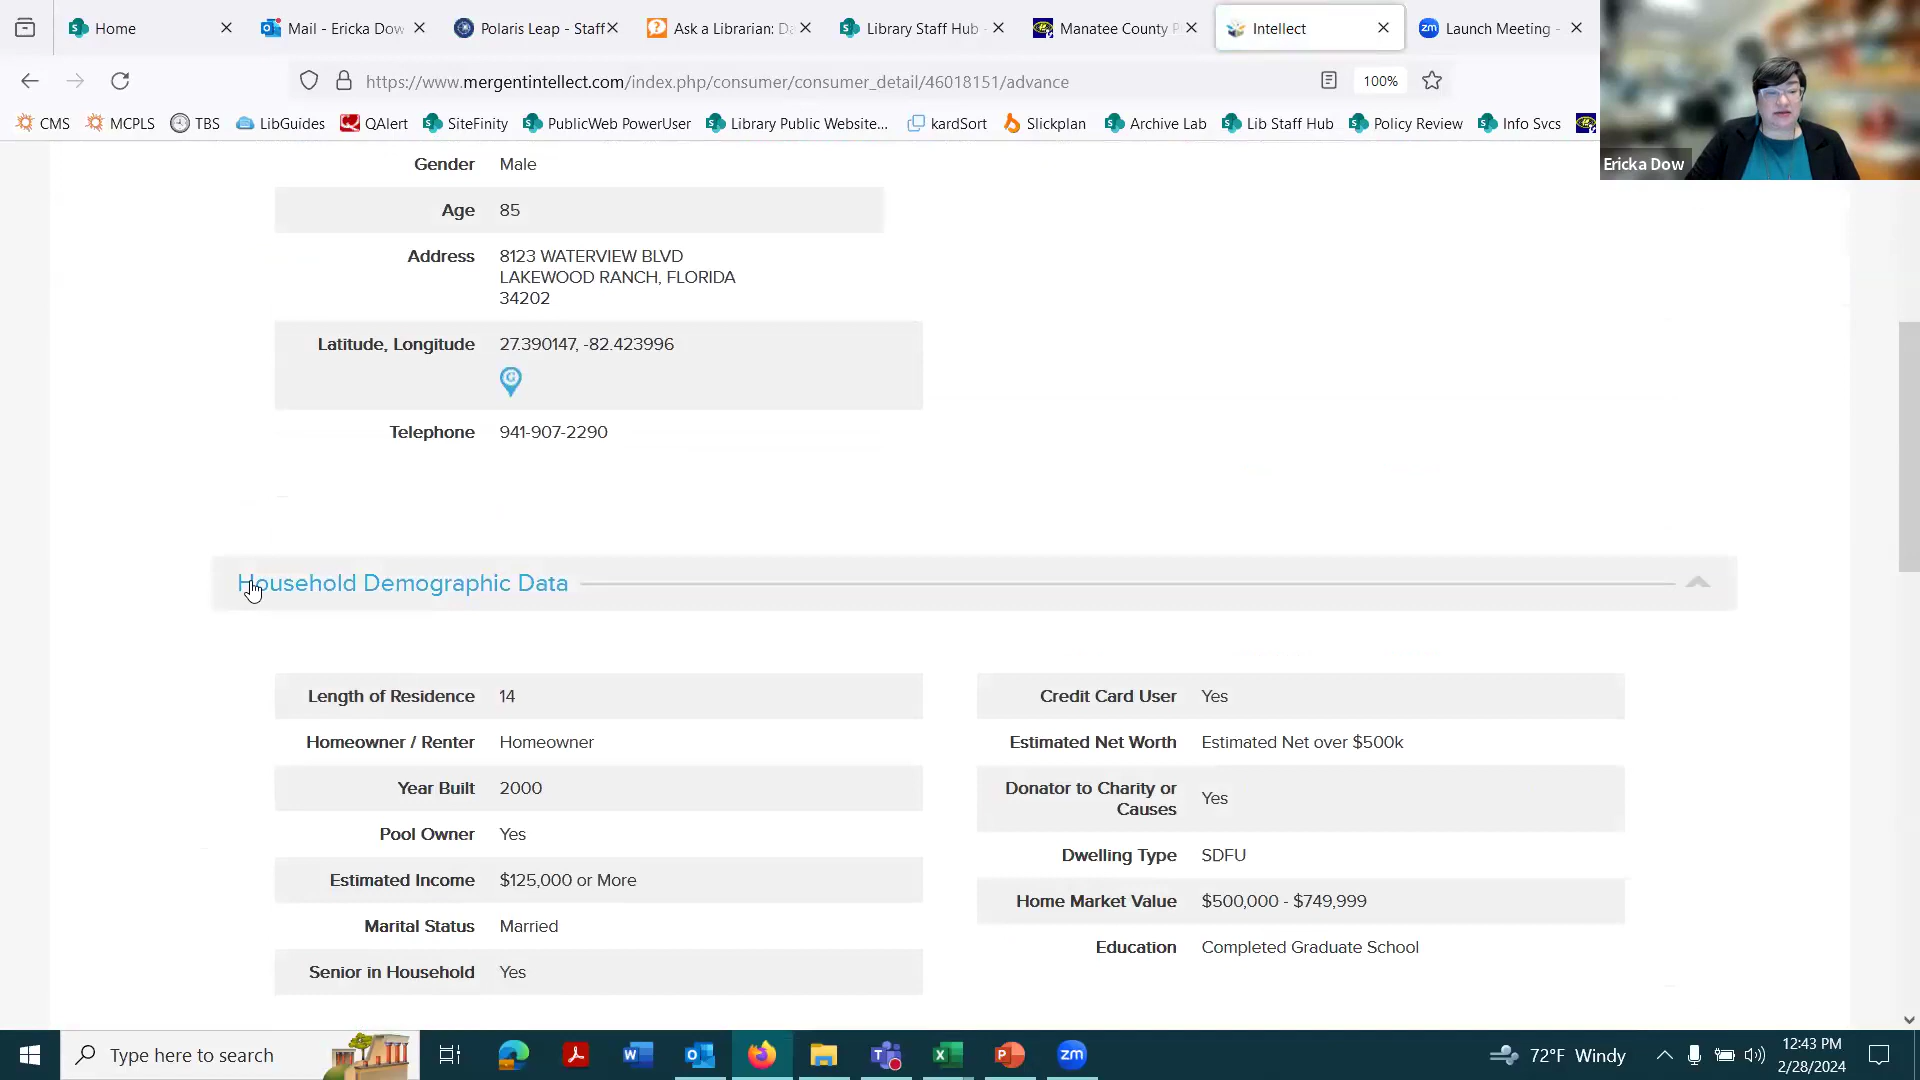 Home
Mail - Ericka Dow
Polaris Leap - Staff
Ask a Librarian: Da
Library Staff Hub -
Manatee County P
Intellect
Launch Meeting -
https://www.mergentintellect.com/index.php/consumer/consumer_detail/46018151/advance
100%
CMS
MCPLS
TBS
LibGuides
QAlert
SiteFinity
PublicWeb PowerUser
Library Public Website...
kardSort
Slickplan
Archive Lab
Lib Staff Hub
Policy Review
Info Svcs
Ericka Dow
Gender Male
Age 85
Address 8123 WATERVIEW BLVD
LAKEWOOD RANCH, FLORIDA
34202
Latitude, Longitude 27.390147, -82.423996
Telephone 941-907-2290
Household Demographic Data
Length of Residence 14
Homeowner / Renter Homeowner
Year Built 2000
Pool Owner Yes
Estimated Income $125,000 or More
Marital Status Married
Senior in Household Yes
Credit Card User Yes
Estimated Net Worth Estimated Net over $500k
Donator to Charity or
Causes Yes
Dwelling Type SDFU
Home Market Value $500,000 - $749,999
Education Completed Graduate School
Type here to search
72°F Windy
12:43 PM
2/28/2024